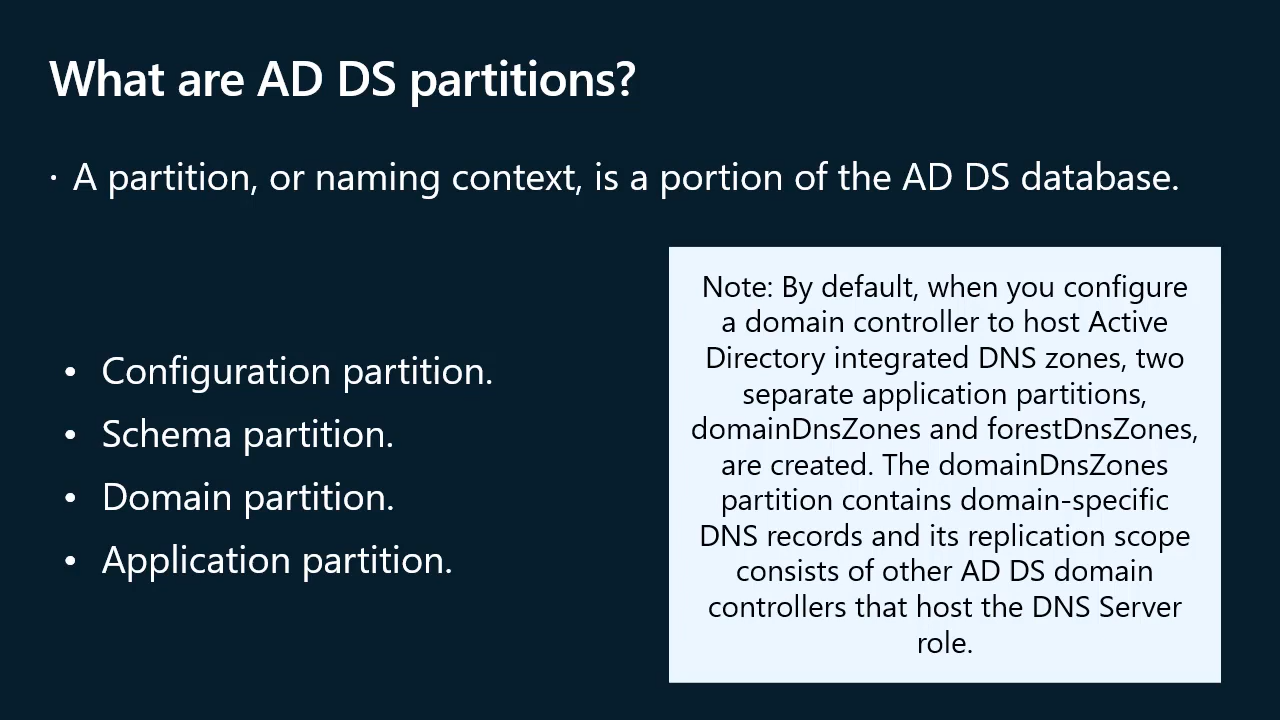 What are AD DS partitions?
· A partition, or naming context, is a portion of the AD DS database.
• Configuration partition.
• Schema partition.
• Domain partition.
• Application partition.
Note: By default, when you configure
a domain controller to host Active
Directory integrated DNS zones, two
separate application partitions,
domainDnsZones and forestDnsZones,
are created. The domainDnsZones
partition contains domain-specific
DNS records and its replication scope
consists of other AD DS domain
controllers that host the DNS Server
role.